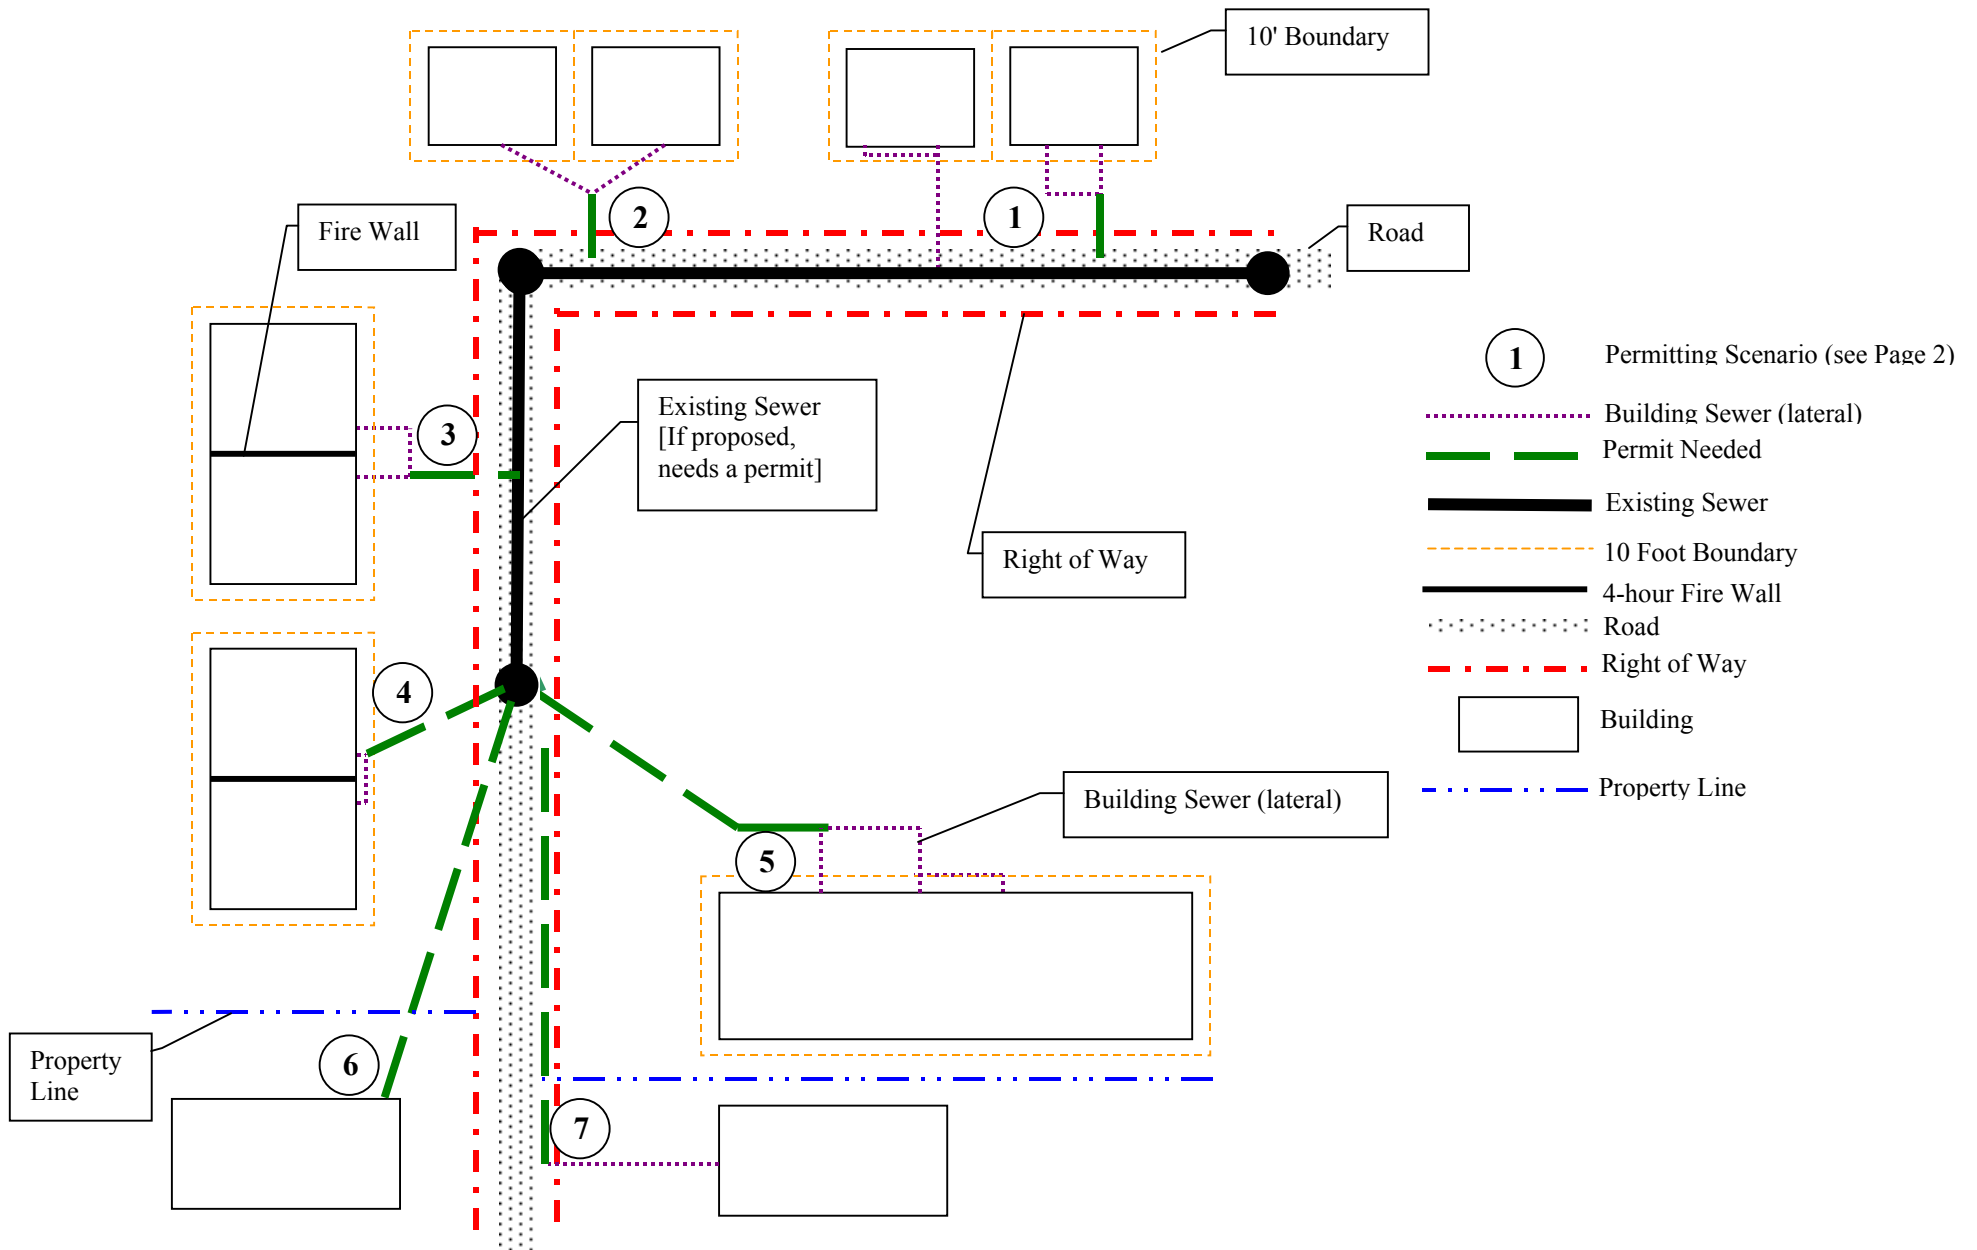 10' Boundary
2
1
Fire Wall
Road
3
Existing Sewer
[If proposed,
needs a permit]
Right of Way
4
Building Sewer (lateral)
5
Property
Line
6
7
1
Permitting Scenario (see Page 2)
Building Sewer (lateral)
Permit Needed
Existing Sewer
10 Foot Boundary
4-hour Fire Wall
Road
Right of Way
Building
Property Line